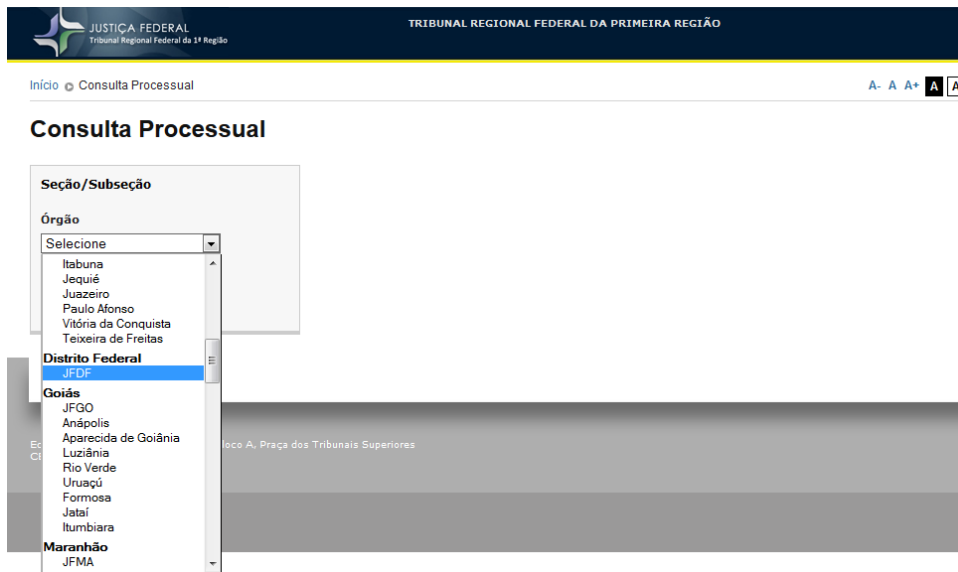 JUSTIÇA FEDERAL
Tribunal Regional Federal da 1ª Região
TRIBUNAL REGIONAL FEDERAL DA PRIMEIRA REGIÃO
Início Consulta Processual
A- A A+ A A
Consulta Processual
Seção/Subseção
Órgão
Selecione
Itabuna
Jequié
Juazeiro
Paulo Afonso
Vitória da Conquista
Teixeira de Freitas
Distrito Federal
JFDF
Goiás
JFGO
Anápolis
Aparecida de Goiânia
Luziânia
Rio Verde
Uruaçú
Formosa
Jataí
Itumbiara
Maranhão
JFMA
A, Praça dos Tribunais Superiores